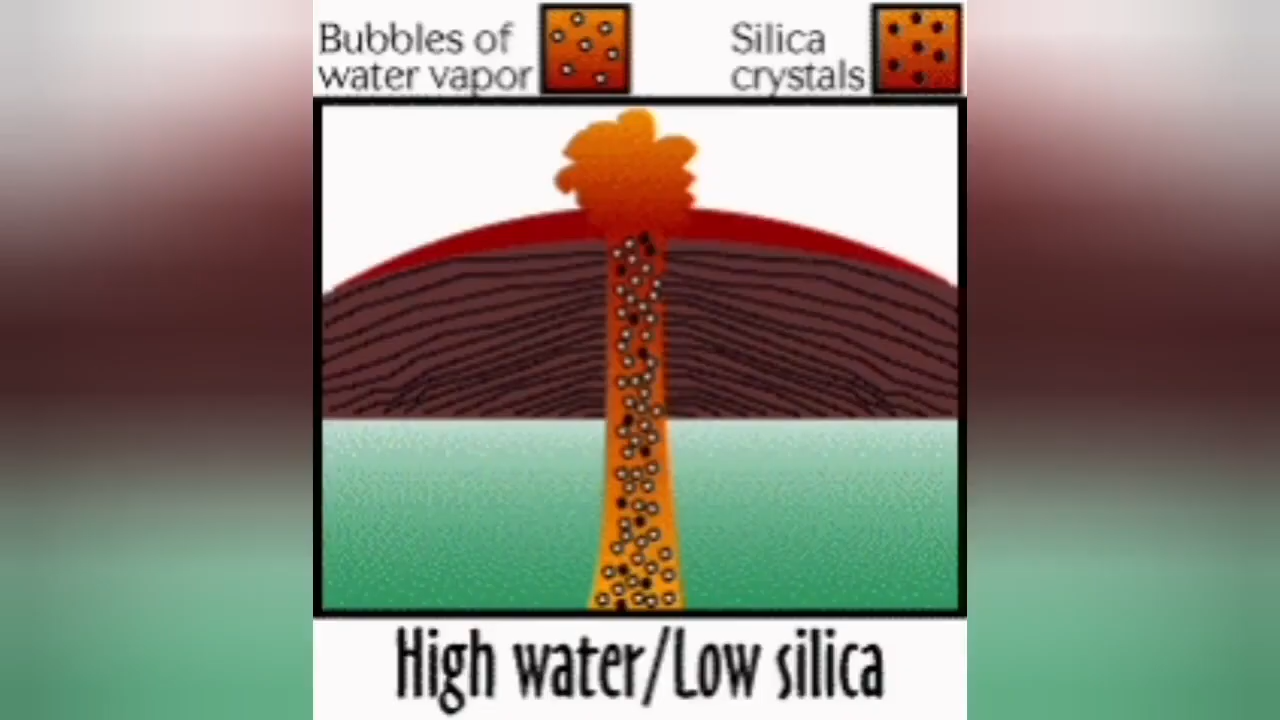 Bubbles of
water vapor
Silica
crystals
High water/Low silica